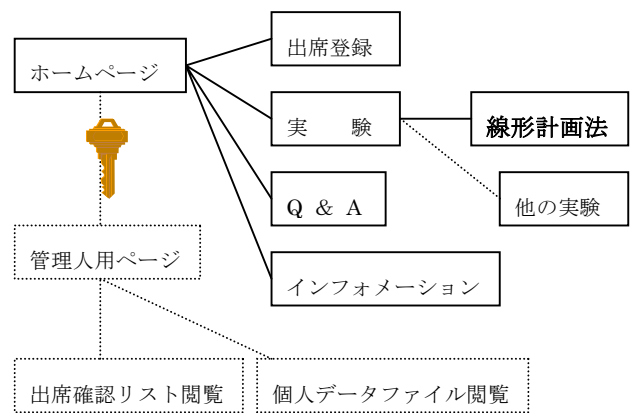 出席登録
ホームページ
実　験
線形計画法
Q & A
他の実験
管理人用ページ
インフォメーション
出席確認リスト閲覧
個人データファイル閲覧